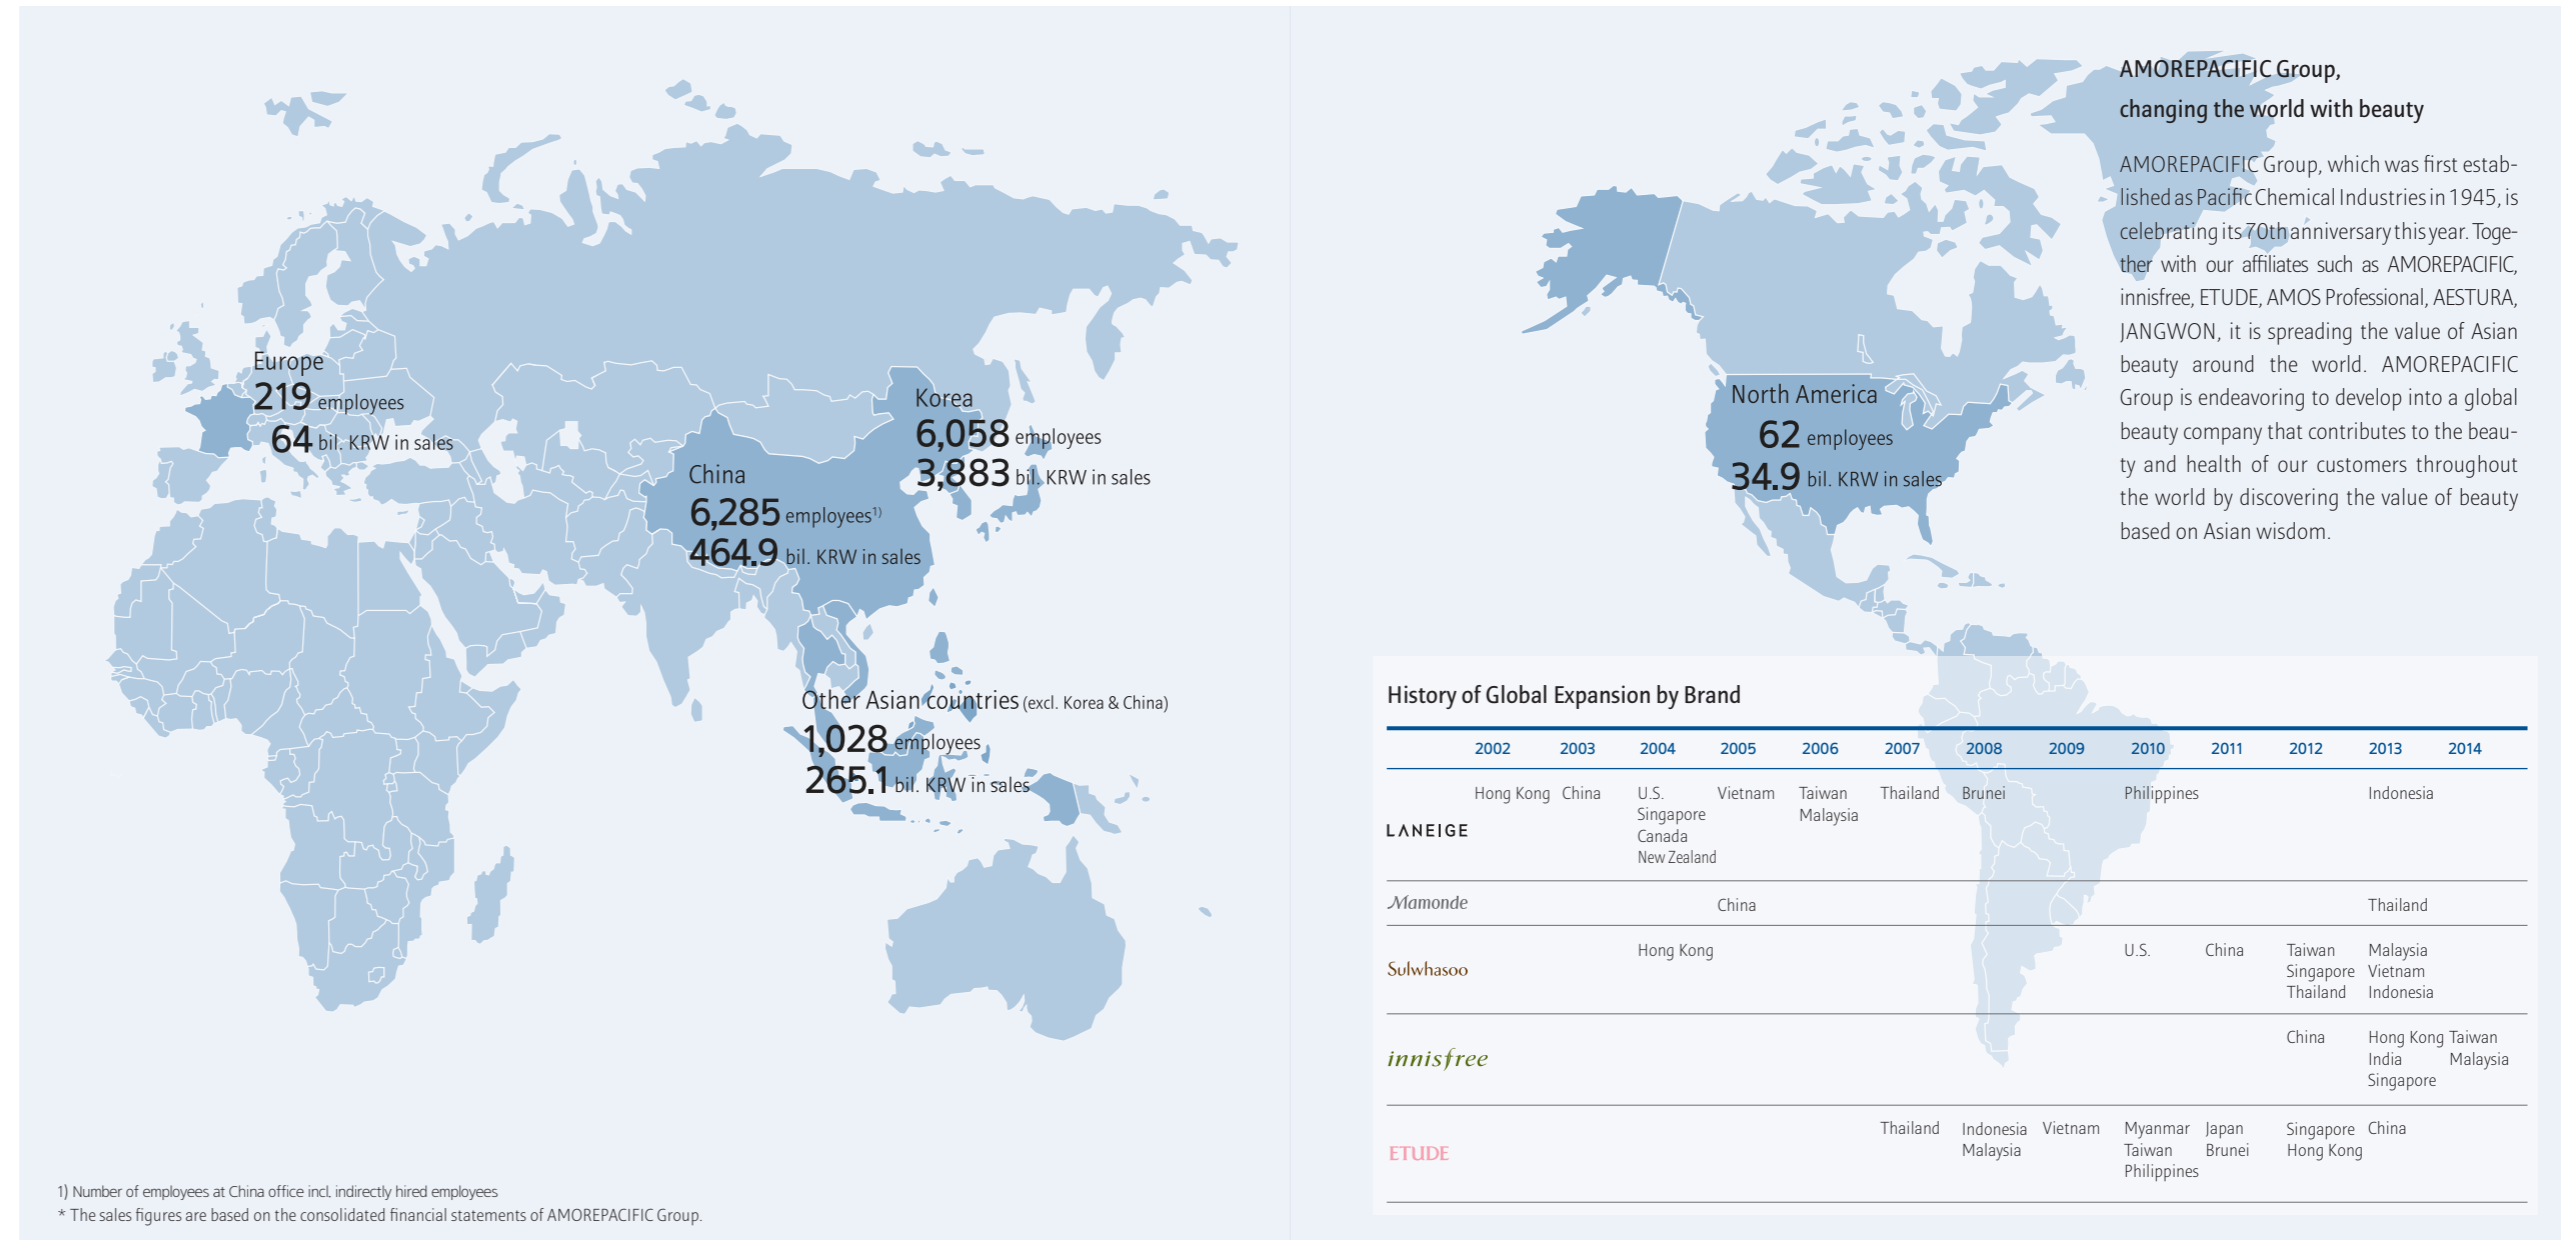 Europe
219 employees
64 bil. KRW in sales
Korea
6,058 employees
3,883 bil. KRW in sales
China
6,285 employees1)
464.9 bil. KRW in sales
Other Asian countries (excl. Korea & China)
1,028 employees
265.1 bil. KRW in sales
1) Number of employees at China office incl. indirectly hired employees
* The sales figures are based on the consolidated financial statements of AMOREPACIFIC Group.
North America
62 employees
34.9 bil. KRW in sales
AMOREPACIFIC Group,
changing the world with beauty
AMOREPACIFIC Group, which was first estab-
lished as Pacific Chemical Industries in 1945, is
celebrating its 70th anniversary this year. Toge-
ther with our affiliates such as AMOREPACIFIC,
innisfree, ETUDE, AMOS Professional, AESTURA,
JANGWON, it is spreading the value of Asian
beauty around the world. AMOREPACIFIC
Group is endeavoring to develop into a global
beauty company that contributes to the beau-
ty and health of our customers throughout
the world by discovering the value of beauty
based on Asian wisdom.
History of Global Expansion by Brand
2002 2003 2004 2005 2006 2007 2008 2009 2010 2011 2012 2013 2014
Hong Kong China U.S. Vietnam Taiwan Thailand Brunei Philippines Indonesia
Singapore Malaysia
LANEIGE Canada
New Zealand
Mamonde China Thailand
Hong Kong U.S. China Taiwan Malaysia
Sulwhasoo Singapore Vietnam
Thailand Indonesia
China Hong Kong Taiwan
innisfree India Malaysia
Singapore
Thailand Indonesia Vietnam Myanmar Japan Singapore China
ETUDE Malaysia Taiwan Brunei Hong Kong
Philippines